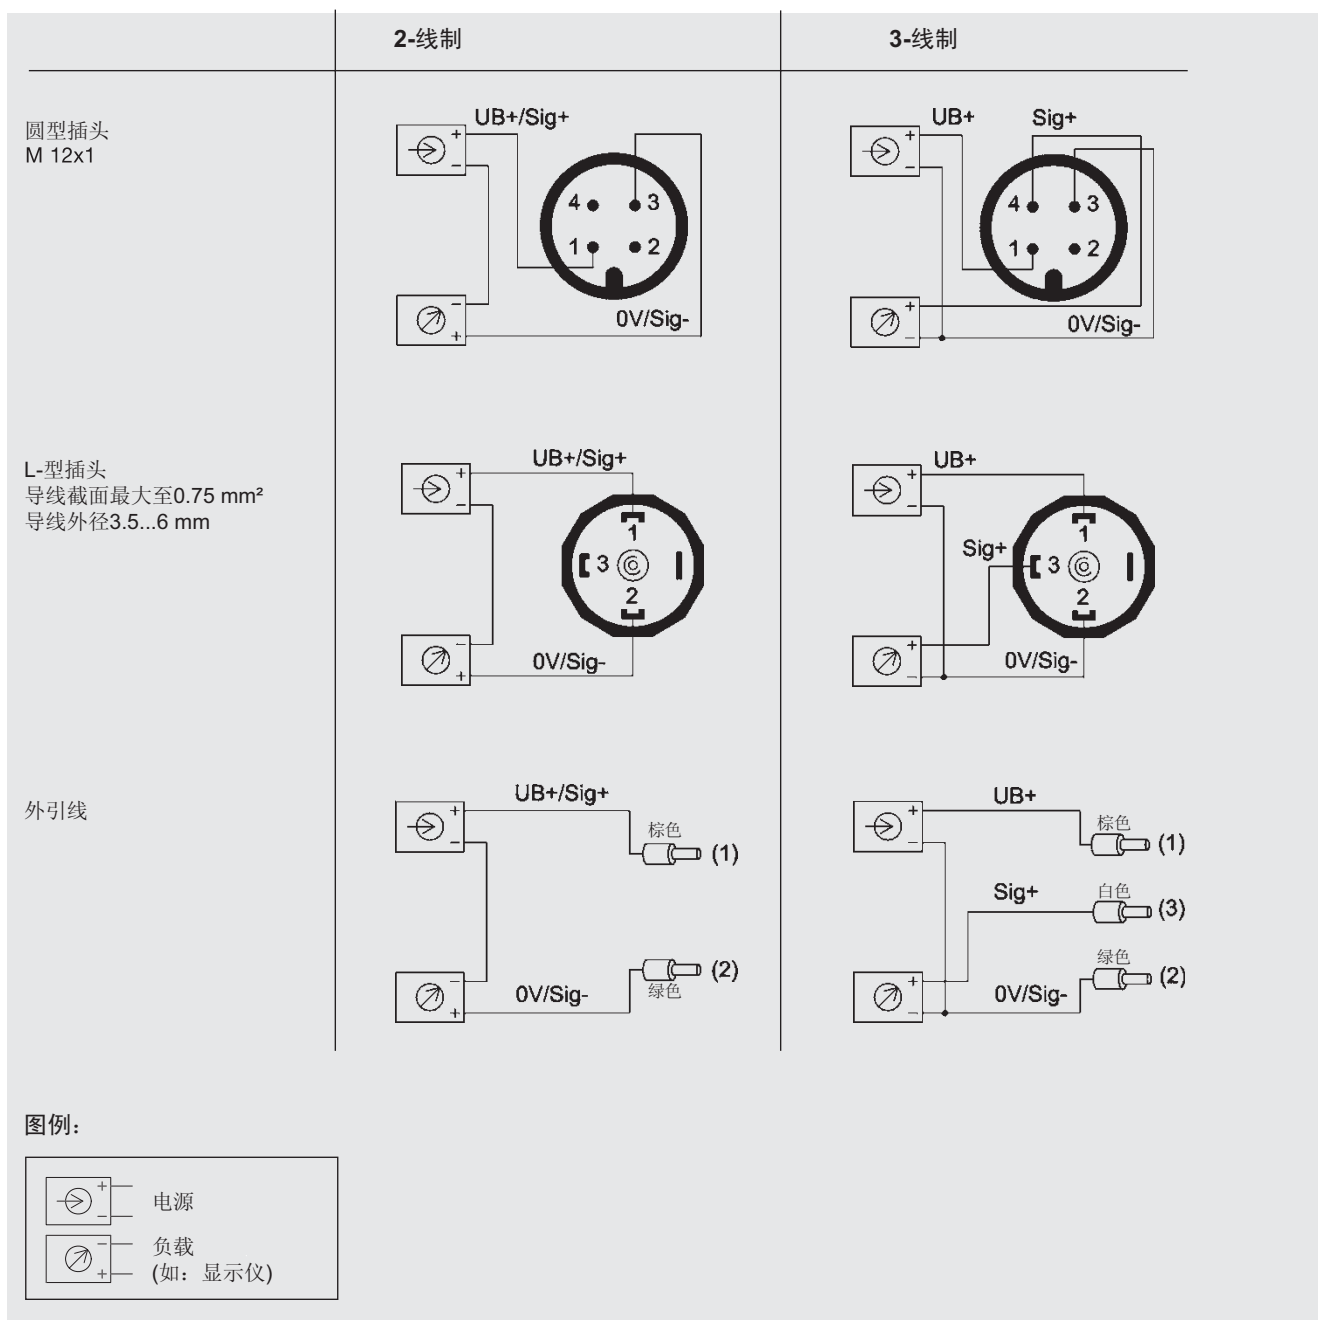 2-线制
3-线制
圆型插头
M 12x1
UB+/Sig+
+
−
4
3
1
2
−
+
0V/Sig-
UB+
Sig+
+
−
4
3
1
2
+
−
0V/Sig-
L-型插头
导线截面最大至0.75 mm²
导线外径3.5...6 mm
UB+/Sig+
+
−
1
3
2
−
+
0V/Sig-
UB+
+
−
Sig+
1
3
2
+
−
0V/Sig-
外引线
UB+/Sig+
+
−
棕色
(1)
−
+
0V/Sig-
(2)
绿色
UB+
+
−
棕色
(1)
Sig+
白色
(3)
绿色
+
−
0V/Sig-
(2)
图例：
+
−
电源
−
+
负载
(如：显示仪)